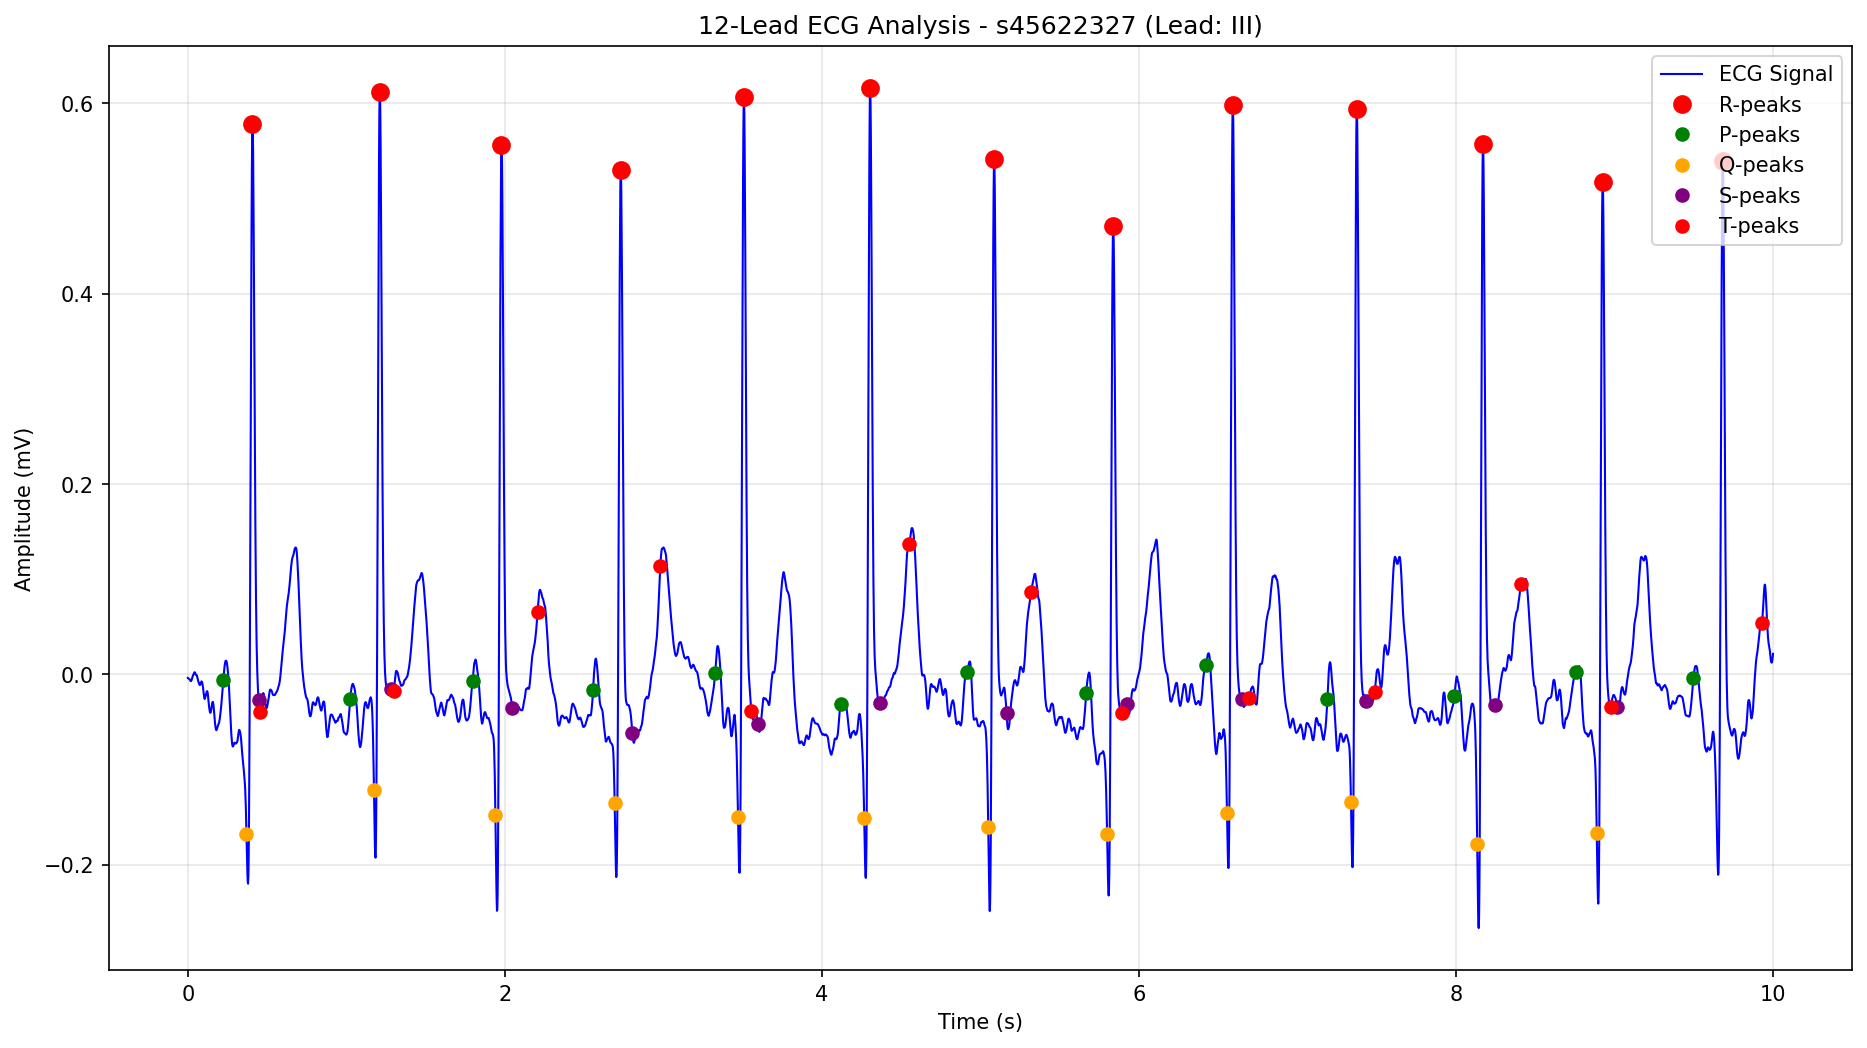 12-Lead ECG Analysis - s45622327 (Lead: III)
ECG Signal
R-peaks
P-peaks
Q-peaks
S-peaks
T-peaks
Amplitude (mV)
0.6
0.4
0.2
0.0
−0.2
0 2 4 6 8 10
Time (s)